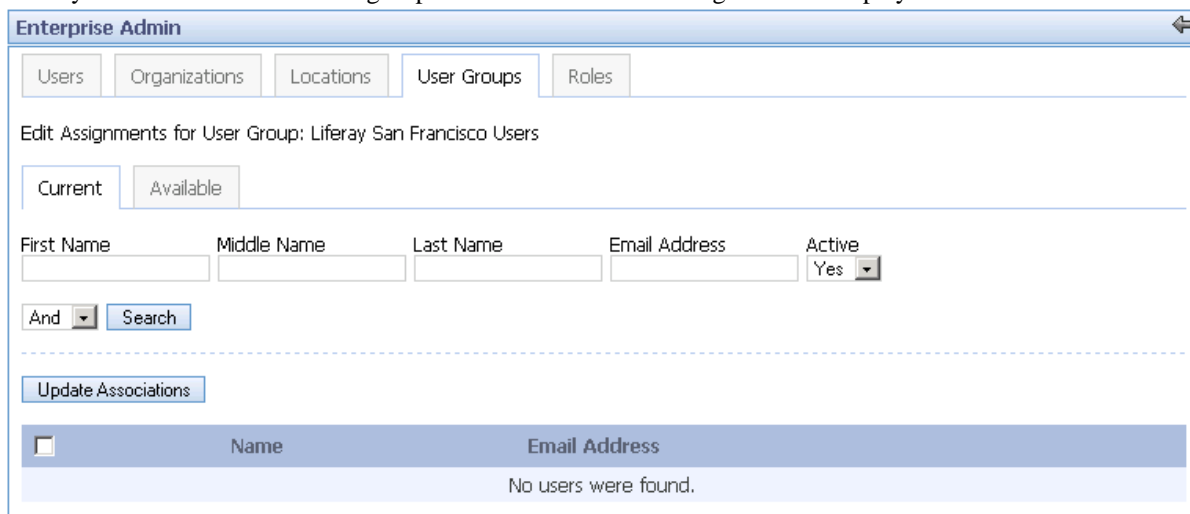 Enterprise Admin
Users Organizations Locations User Groups Roles
Edit Assignments for User Group: Liferay San Francisco Users
Current Available
First Name Middle Name Last Name Email Address Active
Yes
And Search
Update Associations
Name Email Address
No users were found.